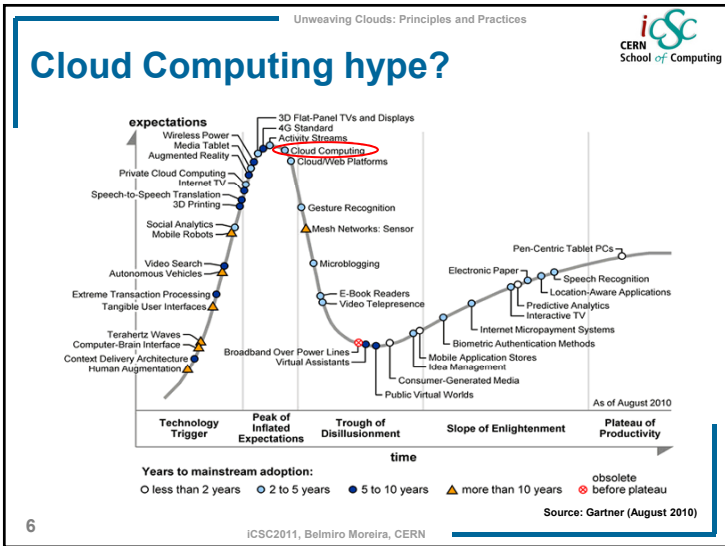 Unweaving Clouds: Principles and Practices
iCSC
CERN
School of Computing
Cloud Computing hype?
expectations
3D Flat-Panel TVs and Displays
4G Standard
Activity Streams
Wireless Power
Media Tablet
Augmented Reality
Cloud Computing
Cloud/Web Platforms
Private Cloud Computing
Internet TV
Speech-to-Speech Translation
3D Printing
Gesture Recognition
Social Analytics
Mobile Robots
Mesh Networks: Sensor
Pen-Centric Tablet PCs
Video Search
Autonomous Vehicles
Microblogging
Electronic Paper
Speech Recognition
Location-Aware Applications
Extreme Transaction Processing
Tangible User Interfaces
E-Book Readers
Video Telepresence
Predictive Analytics
Interactive TV
Internet Micropayment Systems
Terahertz Waves
Computer-Brain Interface
Biometric Authentication Methods
Context Delivery Architecture
Human Augmentation
Broadband Over Power Lines
Virtual Assistants
Mobile Application Stores
Idea Management
Consumer-Generated Media
Public Virtual Worlds
As of August 2010
Technology
Trigger
Peak of
Inflated
Expectations
Trough of
Disillusionment
Slope of Enlightenment
Plateau of
Productivity
time
Years to mainstream adoption:
less than 2 years
2 to 5 years
5 to 10 years
more than 10 years
obsolete
before plateau
Source: Gartner (August 2010)
6
iCSC2011, Belmiro Moreira, CERN